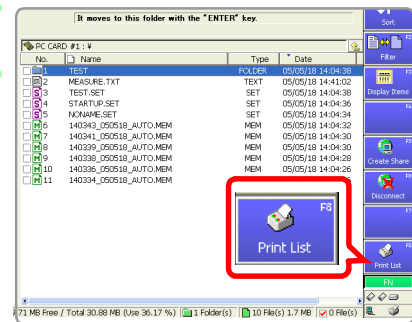 It moves to this folder with the "ENTER" key.
Sort
PC CARD #1 : ¥
F2
Filter
No. Name Type Date
1 TEST FOLDER 05/05/18 14:04:38
2 MEASURE.TXT TEXT 05/05/18 14:41:02
3 TEST.SET SET 05/05/18 14:04:38
4 STARTUP.SET SET 05/05/18 14:04:36
5 NONAME.SET SET 05/05/18 14:04:34
6 140343_050518_AUTO.MEM MEM 05/05/18 14:04:32
7 140341_050518_AUTO.MEM MEM 05/05/18 14:04:30
8 140339_050518_AUTO.MEM MEM 05/05/18 14:04:30
9 140338_050518_AUTO.MEM MEM 05/05/18 14:04:28
10 140336_050518_AUTO.MEM MEM 05/05/18 14:04:26
11 140334_050518_AUTO.MEM
F3
Display Items
F4
F5
Create Share
F6
Disconnect
F7
F8
Print List
F8
Print List
FN
71 MB Free / Total 30.88 MB (Use 36.17 %) 1 Folder(s) 10 File(s) 1.7 MB 0 File(s)